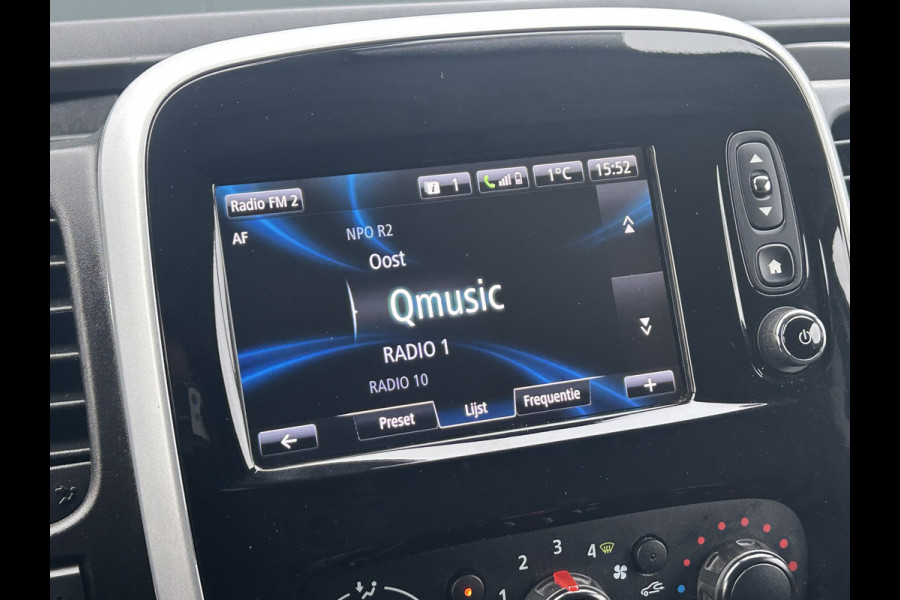 Radio FM 2
1
1°C
15:52
AF
NPO R2
Oost
Qmusic
RADIO 1
RADIO 10
Preset
Lijst
Frequentie
+
1
2
3
4